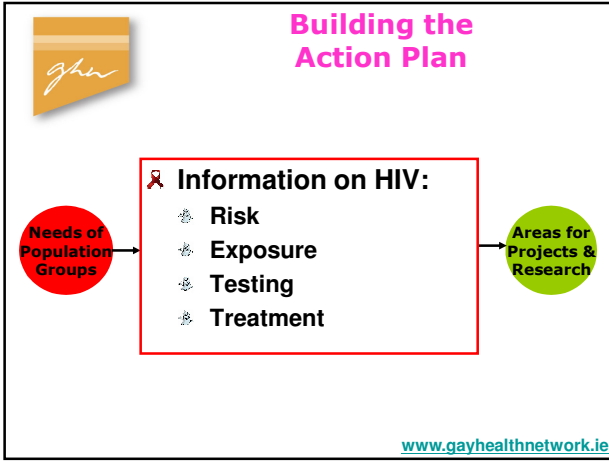 ghn
Building the
Action Plan
Information on HIV:
Risk
Exposure
Testing
Treatment
Needs of
Population
Groups
Areas for
Projects &
Research
www.gayhealthnetwork.ie